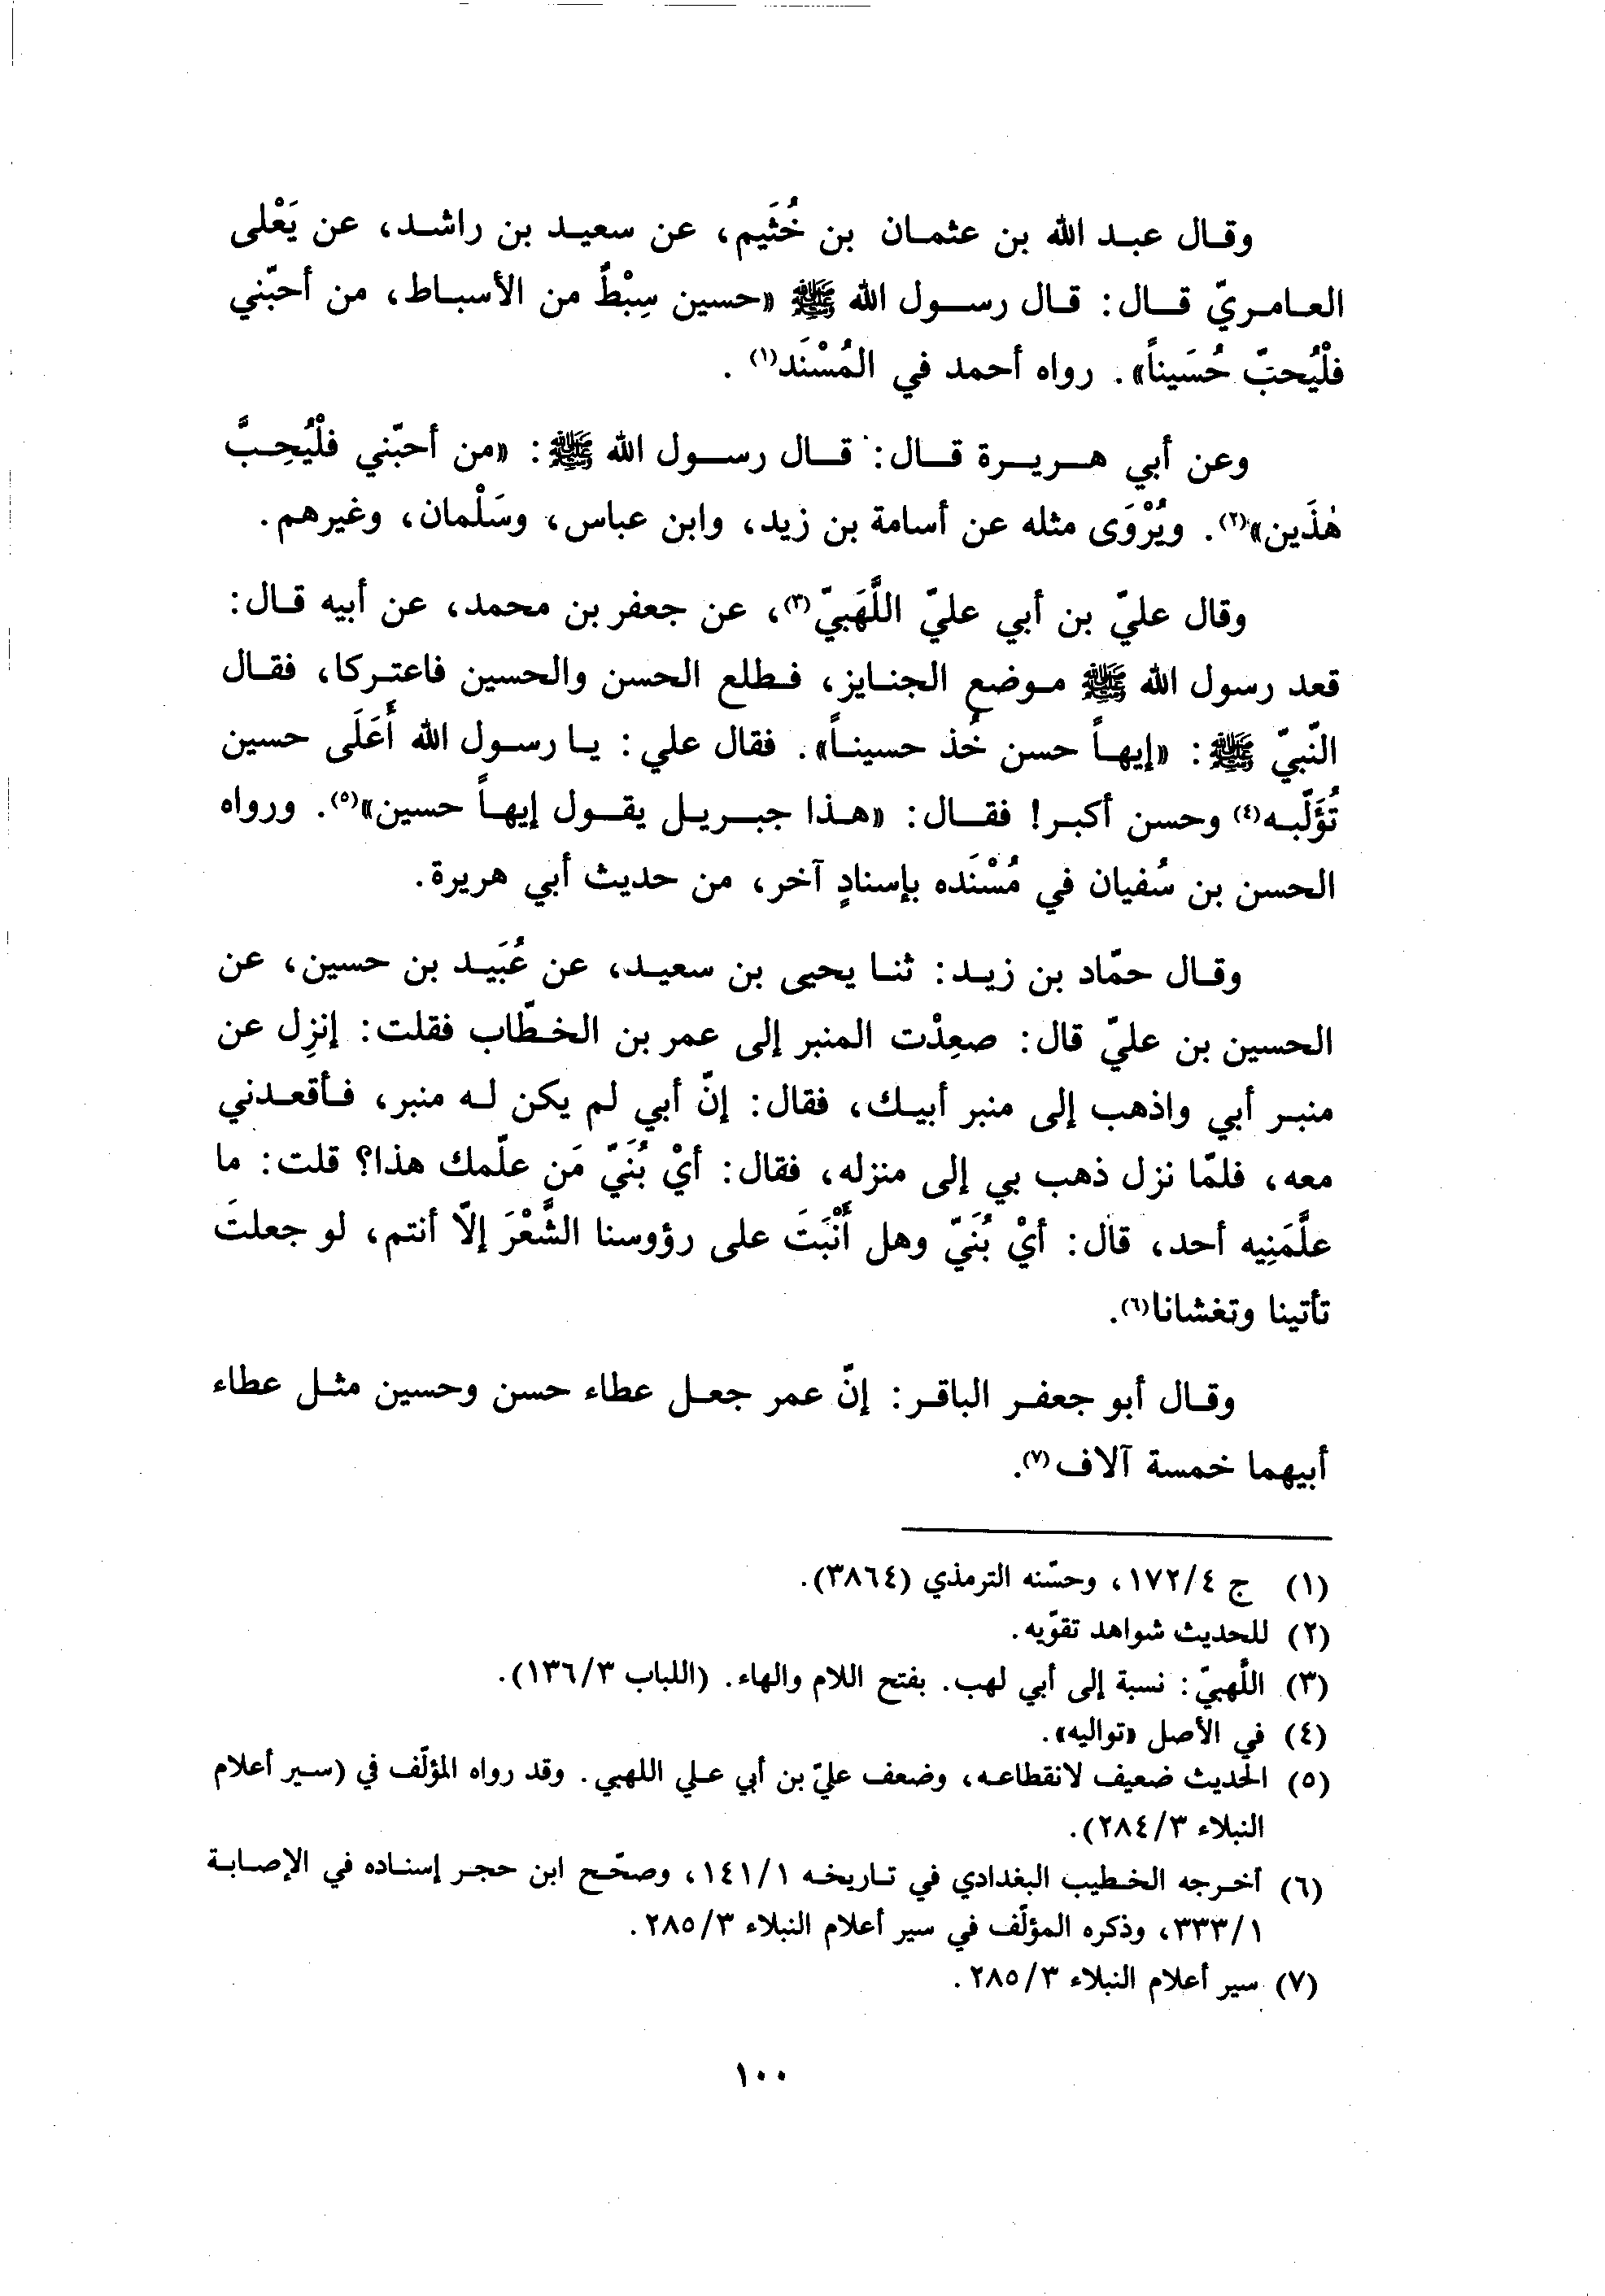 وقال عبد الله بن عثمان بن خُثَيم، عن سعيد بن راشد، عن يَعْلى
العامريّ قال: قال رسول الله ﷺ «حسين سِبْطٌ من الأسباط، من أحبّني
فلْيُحبّ حُسَيناً». رواه أحمد في المُسْنَد(١).
وعن أبي هريرة قال: قال رسول الله ﷺ: «من أحبّني فلْيُحِبَّ
هٰذَين»(٢). ويُرْوَى مثله عن أسامة بن زيد، وابن عباس، وسَلْمان، وغيرهم.
وقال عليّ بن أبي عليّ اللَّهَبيّ(٣)، عن جعفر بن محمد، عن أبيه قال:
قعد رسول الله ﷺ موضع الجنايز، فطلع الحسن والحسين فاعتركا، فقال
النّبيّ ﷺ: «إيهاً حسن خُذ حسيناً». فقال علي: يا رسول الله أَعَلَى حسين
تُؤَلّبه(٤) وحسن أكبر! فقال: «هذا جبريل يقول إيهاً حسين»(٥). ورواه
الحسن بن سُفيان في مُسْنَده بإسنادٍ آخر، من حديث أبي هريرة.
وقال حمّاد بن زيد: ثنا يحيى بن سعيد، عن عُبَيد بن حسين، عن
الحسين بن عليّ قال: صعِدْت المنبر إلى عمر بن الخطّاب فقلت: إنزِل عن
منبر أبي واذهب إلى منبر أبيك، فقال: إنّ أبي لم يكن له منبر، فأقعدني
معه، فلمّا نزل ذهب بي إلى منزله، فقال: أيْ بُنَيّ مَن علّمك هذا؟ قلت: ما
علَّمَنِيه أحد، قال: أيْ بُنَيّ وهل أَنْبَتَ على رؤوسنا الشَّعْرَ إلاّ أنتم، لو جعلتَ
تأتينا وتغشانا(٦).
وقال أبو جعفر الباقر: إنّ عمر جعل عطاء حسن وحسين مثل عطاء
أبيهما خمسة آلاف(٧).
(١) ج ١٧٢/٤، وحسّنه الترمذي (٣٨٦٤).
(٢) للحديث شواهد تقوّيه.
(٣) اللَّهبيّ: نسبة إلى أبي لهب. بفتح اللام والهاء. (اللباب ١٣٦/٣).
(٤) في الأصل «تواليه».
(٥) الحديث ضعيف لانقطاعه، وضعف عليّ بن أبي علي اللهبي. وقد رواه المؤلّف في (سير أعلام
النبلاء ٢٨٤/٣).
(٦) أخرجه الخطيب البغدادي في تاريخه ١٤١/١، وصحّح ابن حجر إسناده في الإصابة
٣٣٣/١، وذكره المؤلّف في سير أعلام النبلاء ٢٨٥/٣.
(٧) سير أعلام النبلاء ٢٨٥/٣.
١٠٠